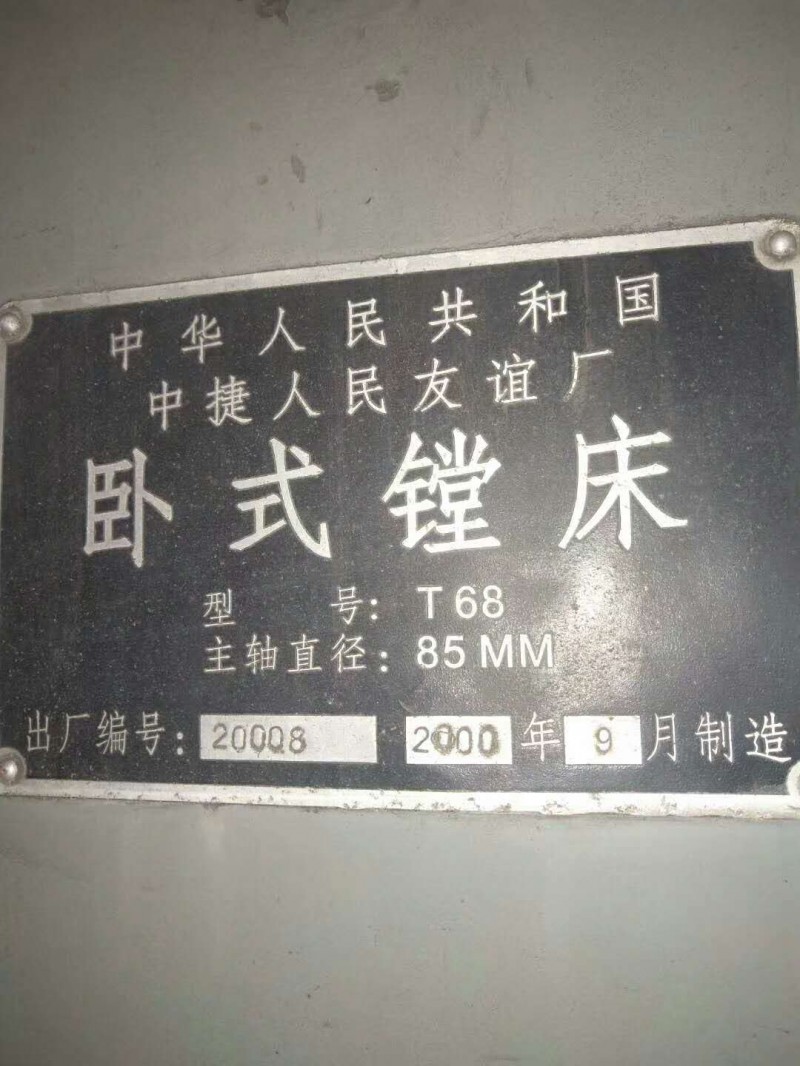 中华人民共和国
中捷人民友谊厂
卧式镗床
型 号: T68
主轴直径: 85MM
出厂编号: 20008 2000年9月制造